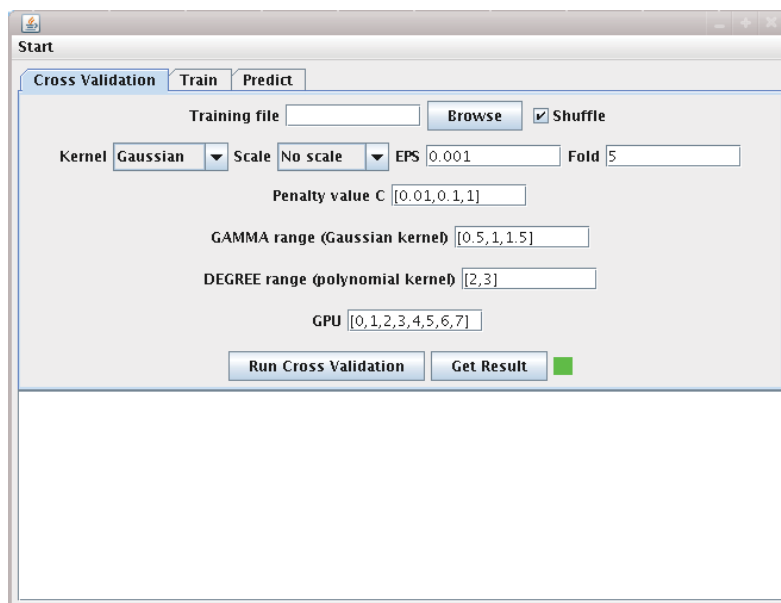 Start
Cross Validation Train Predict
Training file Browse Shuffle
Kernel Gaussian Scale No scale EPS 0.001 Fold 5
Penalty value C [0.01,0.1,1]
GAMMA range (Gaussian kernel) [0.5,1,1.5]
DEGREE range (polynomial kernel) [2,3]
GPU [0,1,2,3,4,5,6,7]
Run Cross Validation Get Result